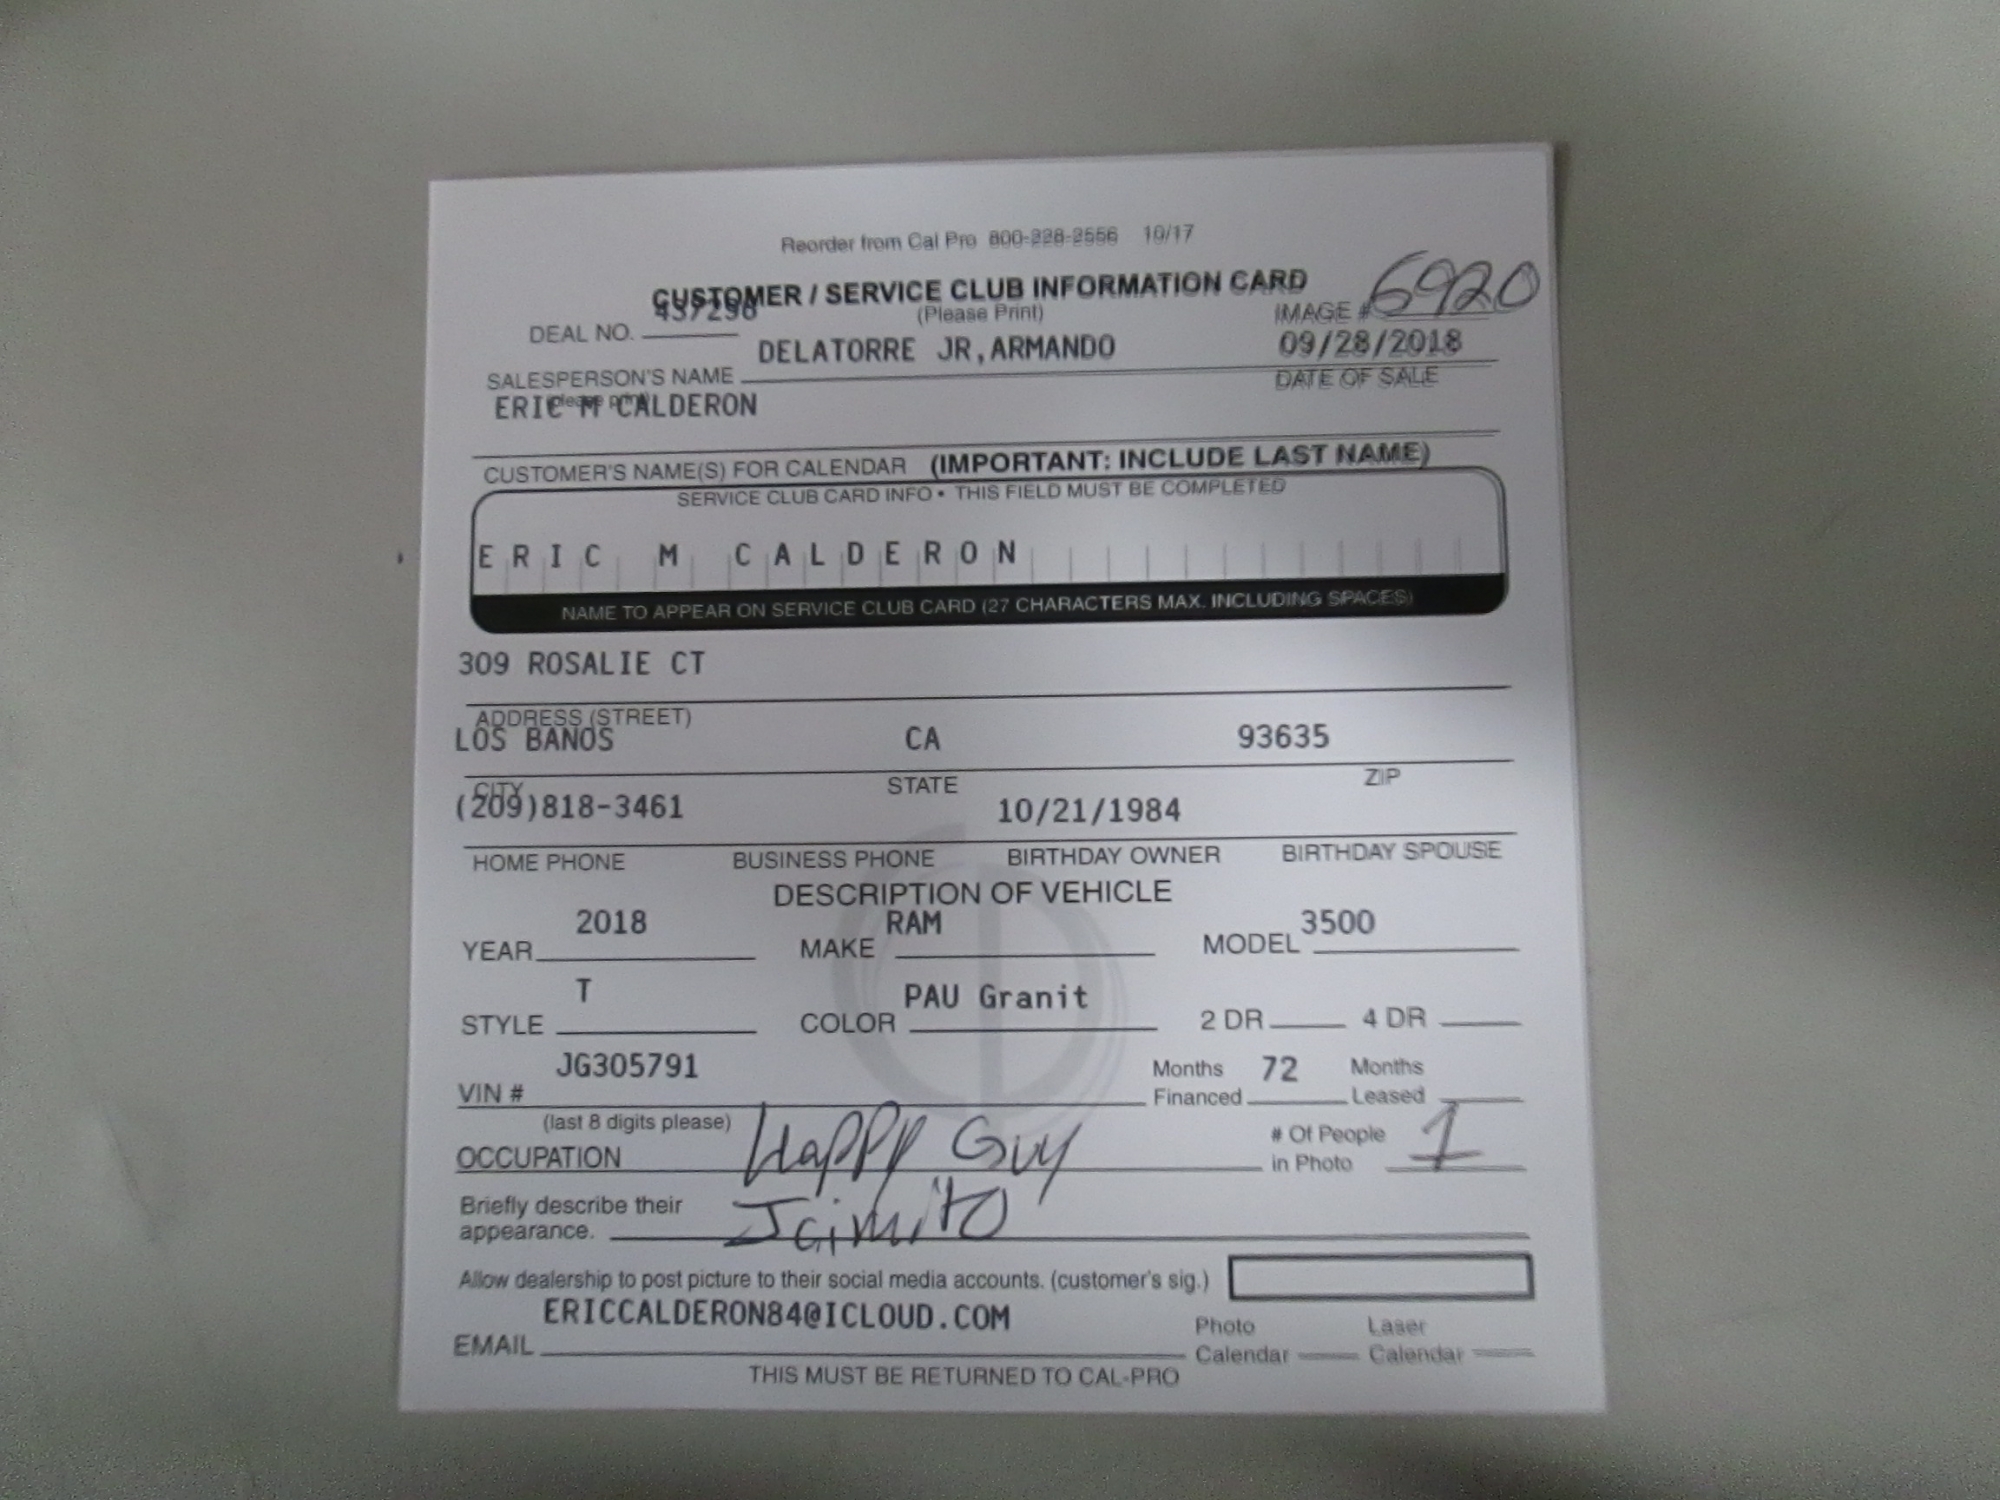 Reorder from Cal Pro 800-228-2556 10/17
CUSTOMER / SERVICE CLUB INFORMATION CARD
(Please Print)
IMAGE # 6920
DEAL NO. 437298
SALESPERSON'S NAME DELATORRE JR,ARMANDO
(please print)
09/28/2018
DATE OF SALE
ERIC M CALDERON
CUSTOMER'S NAME(S) FOR CALENDAR (IMPORTANT: INCLUDE LAST NAME)
SERVICE CLUB CARD INFO • THIS FIELD MUST BE COMPLETED
ERIC M CALDERON
NAME TO APPEAR ON SERVICE CLUB CARD (27 CHARACTERS MAX. INCLUDING SPACES)
309 ROSALIE CT
ADDRESS (STREET)
LOS BANOS CA 93635
CITY STATE ZIP
(209)818-3461 10/21/1984
HOME PHONE BUSINESS PHONE BIRTHDAY OWNER BIRTHDAY SPOUSE
DESCRIPTION OF VEHICLE
YEAR 2018 MAKE RAM MODEL 3500
STYLE T COLOR PAU Granit 2 DR 4 DR
VIN # JG305791
(last 8 digits please)
Months Financed 72 Months Leased
OCCUPATION Happy Guy
# Of People in Photo 1
Briefly describe their
appearance. Jaimito
Allow dealership to post picture to their social media accounts. (customer's sig.)
EMAIL ERICCALDERON84@ICLOUD.COM
Photo Calendar Laser Calendar
THIS MUST BE RETURNED TO CAL-PRO